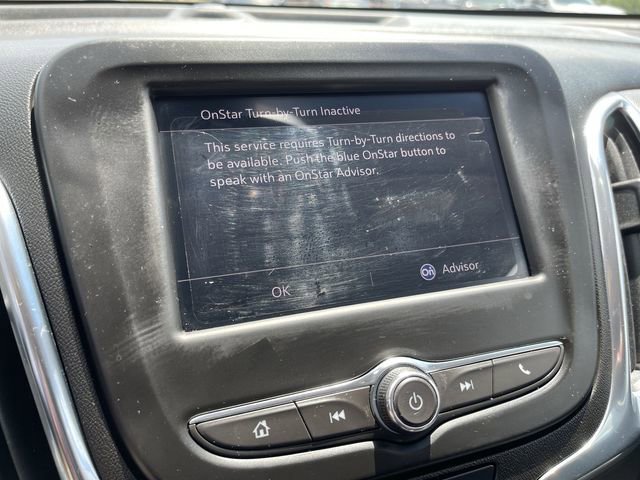 OnStar Turn-by-Turn Inactive
This service requires Turn-by-Turn directions to
be available. Push the blue OnStar button to
speak with an OnStar Advisor.
OK
On Advisor